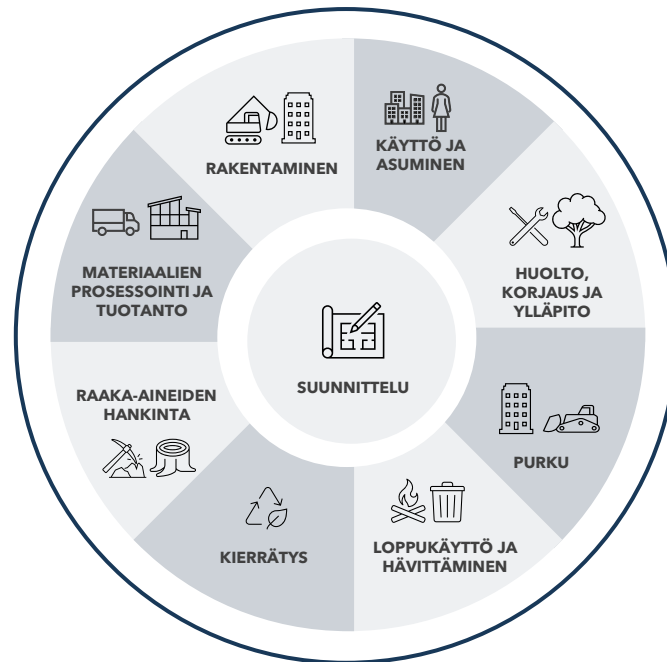 RAKENTAMINEN
KÄYTTÖ JA
ASUMINEN
HUOLTO,
KORJAUS JA
YLLÄPITO
PURKU
LOPPUKÄYTTÖ JA
HÄVITTÄMINEN
KIERRÄTYS
RAAKA-AINEIDEN
HANKINTA
MATERIAALIEN
PROSESSOINTI JA
TUOTANTO
SUUNNITTELU